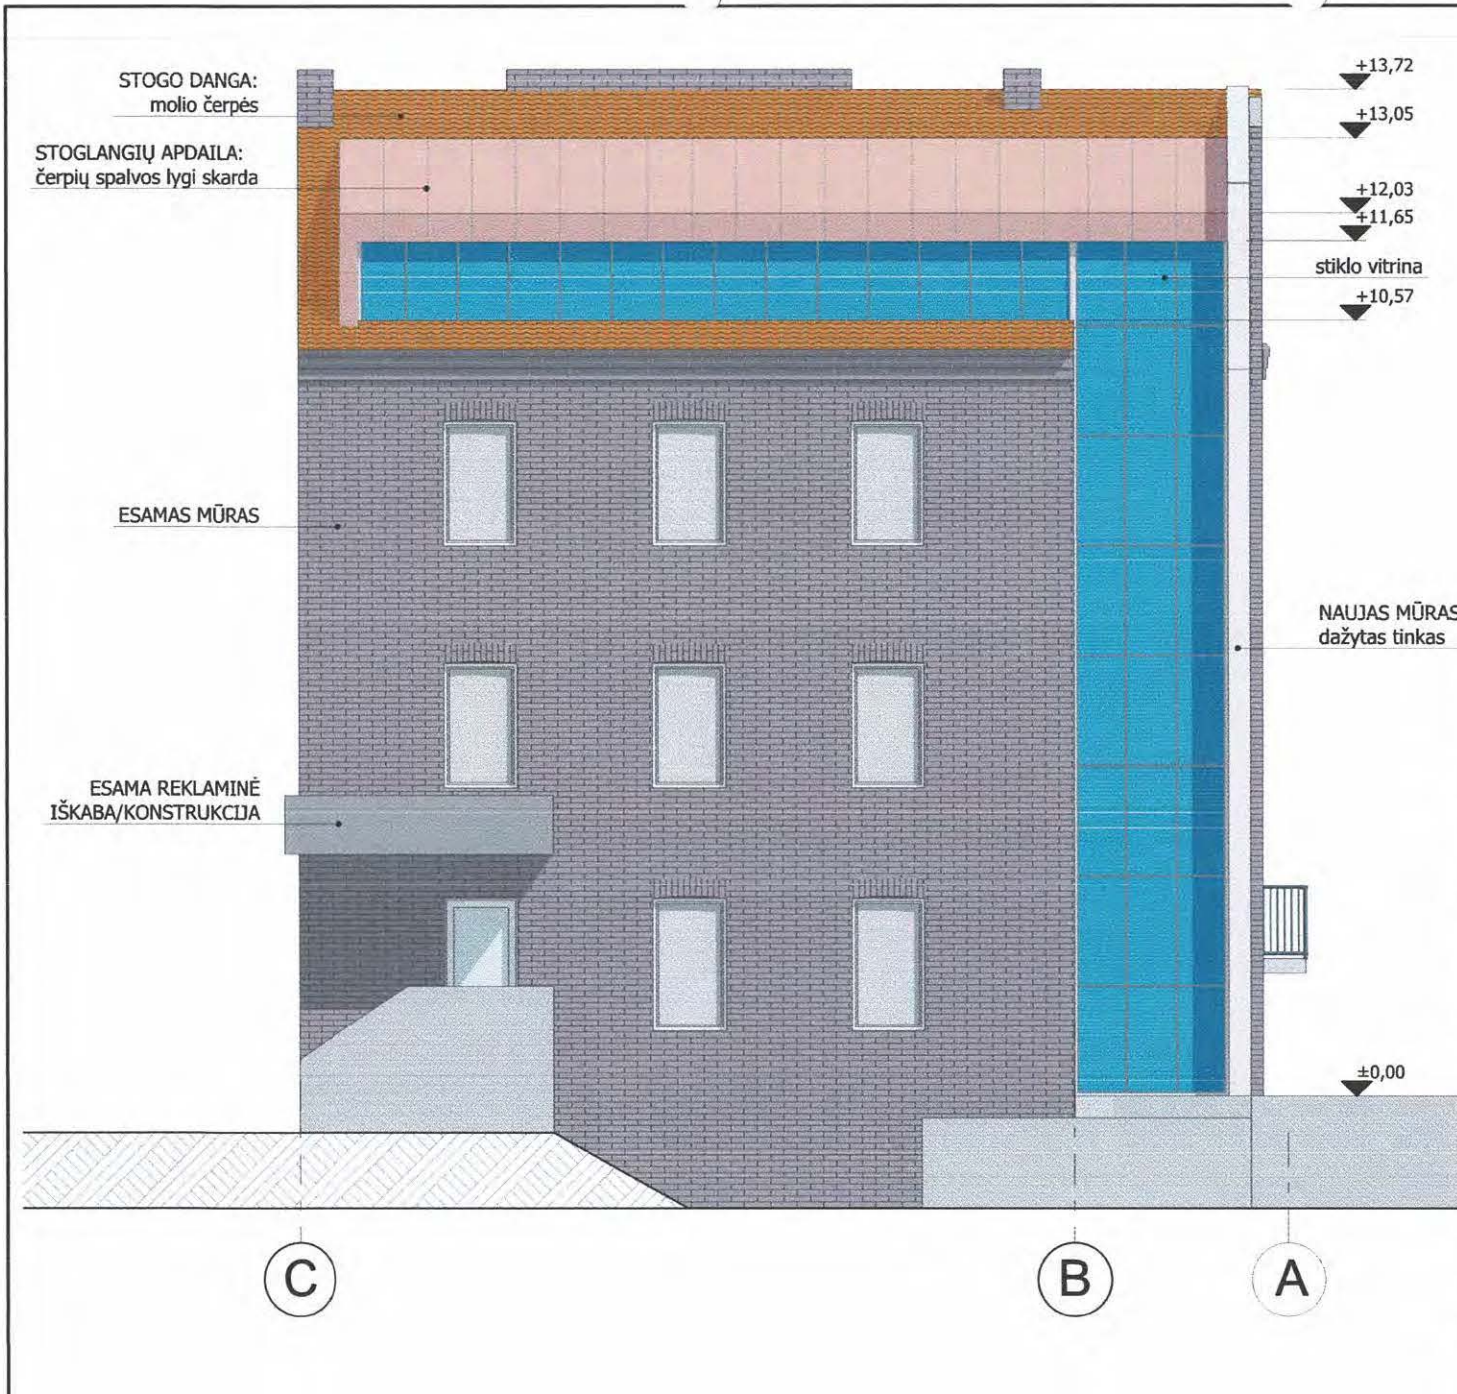 STOGO DANGA:
molio čerpės
STOGLANGIŲ APDAILA:
čerpių spalvos lygi skarda
ESAMAS MŪRAS
ESAMA REKLAMINĖ
IŠKABA/KONSTRUKCIJA
+13,72
+13,05
+12,03
+11,65
stiklo vitrina
+10,57
NAUJAS MŪRAS
dažytas tinkas
±0,00
C
B
A